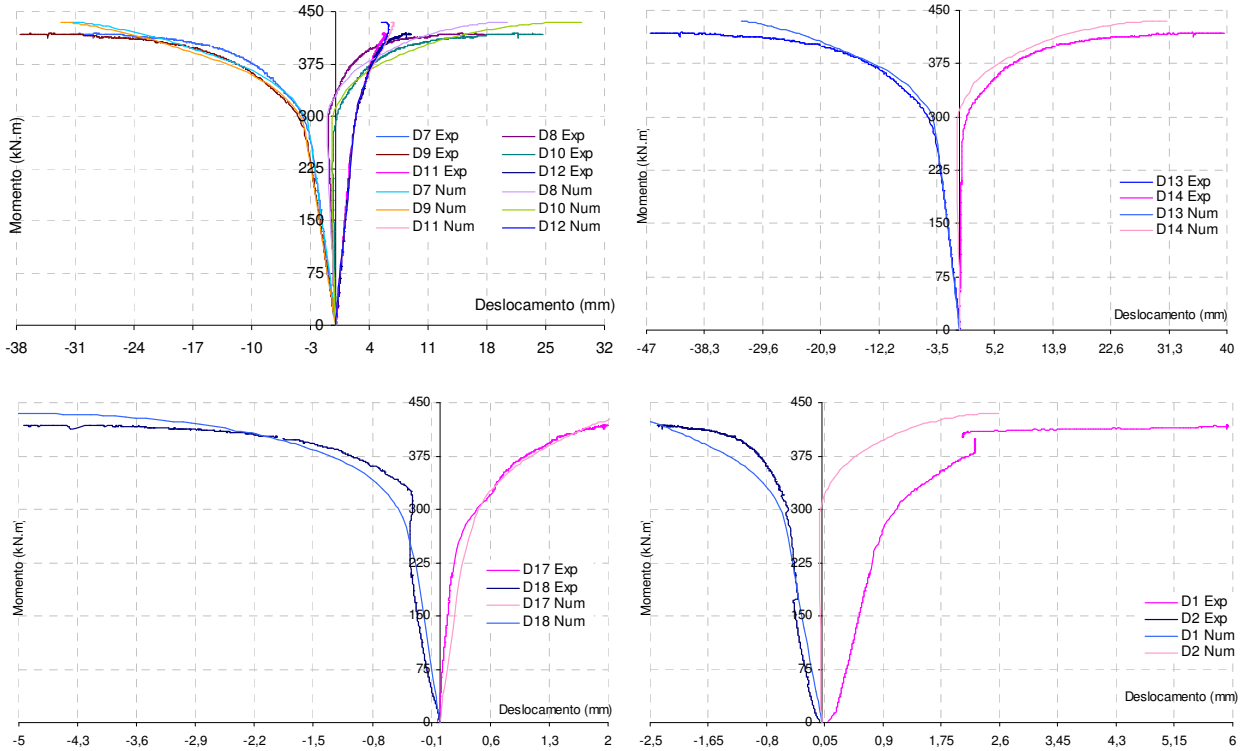 450
375
300
225
150
75
0
Momento (kN.m)
Deslocamento (mm)
-38 -31 -24 -17 -10 -3 4 11 18 25 32
D7 Exp D8 Exp
D9 Exp D10 Exp
D11 Exp D12 Exp
D7 Num D8 Num
D9 Num D10 Num
D11 Num D12 Num
450
375
300
225
150
75
0
Momento (kN.m)
Deslocamento (mm)
-47 -38,3 -29,6 -20,9 -12,2 -3,5 5,2 13,9 22,6 31,3 40
D13 Exp
D14 Exp
D13 Num
D14 Num
450
375
300
225
150
75
0
Momento (kN.m)
Deslocamento (mm)
-5 -4,3 -3,6 -2,9 -2,2 -1,5 -0,8 -0,1 0,6 1,3 2
D17 Exp
D18 Exp
D17 Num
D18 Num
450
375
300
225
150
75
0
Momento (kN.m)
Deslocamento (mm)
-2,5 -1,65 -0,8 0,05 0,9 1,75 2,6 3,45 4,3 5,15 6
D1 Exp
D2 Exp
D1 Num
D2 Num